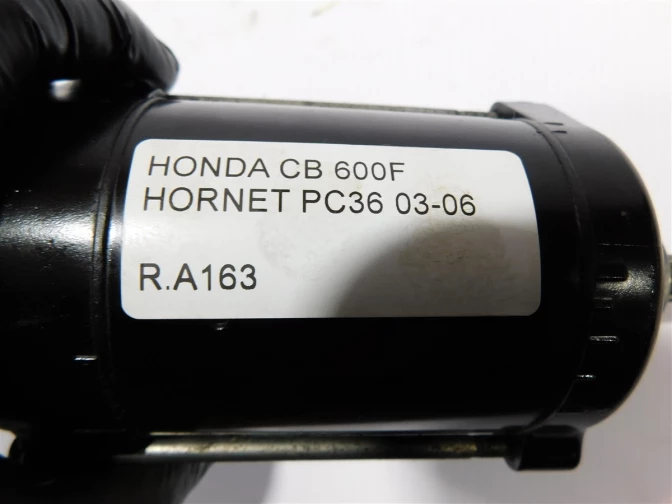 HONDA CB 600F
HORNET PC36 03-06
R.A163